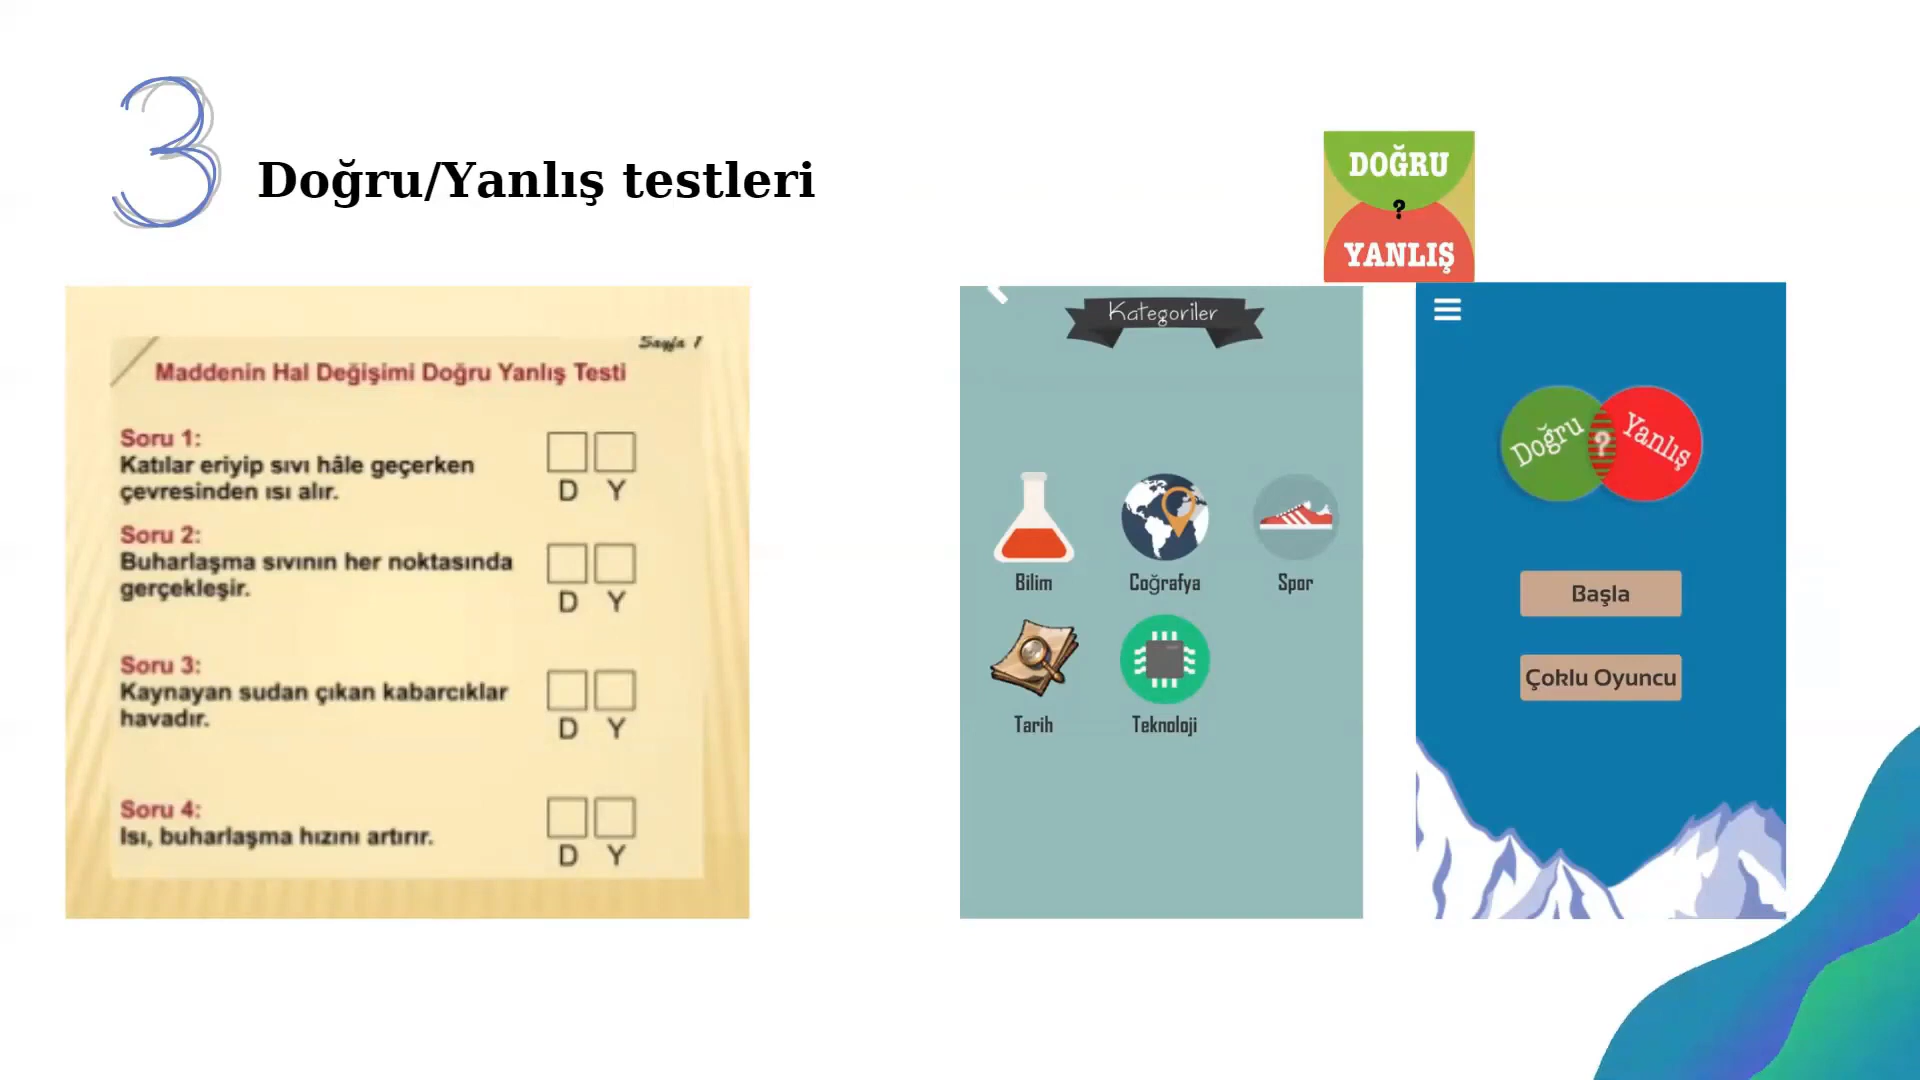 3
Doğru/Yanlış testleri
DOĞRU
?
YANLIŞ
Sayfa 1
Maddenin Hal Değişimi Doğru Yanlış Testi
Soru 1:
Katılar eriyip sıvı hâle geçerken
çevresinden ısı alır.
D Y
Soru 2:
Buharlaşma sıvının her noktasında
gerçekleşir.
D Y
Soru 3:
Kaynayan sudan çıkan kabarcıklar
havadır.
D Y
Soru 4:
Isı, buharlaşma hızını artırır.
D Y
Kategoriler
Bilim Coğrafya Spor
Tarih Teknoloji
Doğru ? Yanlış
Başla
Çoklu Oyuncu